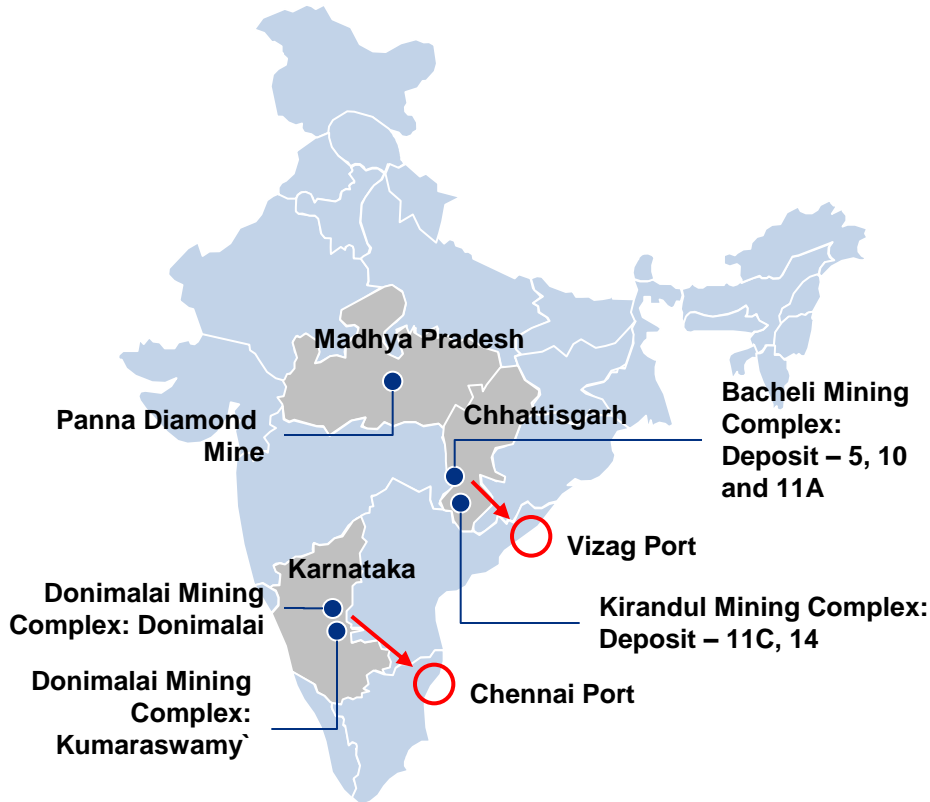 Madhya Pradesh
Panna Diamond
Mine
Chhattisgarh
Bacheli Mining
Complex:
Deposit – 5, 10
and 11A
Vizag Port
Karnataka
Donimalai Mining
Complex: Donimalai
Kirandul Mining Complex:
Deposit – 11C, 14
Donimalai Mining
Complex:
Kumaraswamy`
Chennai Port